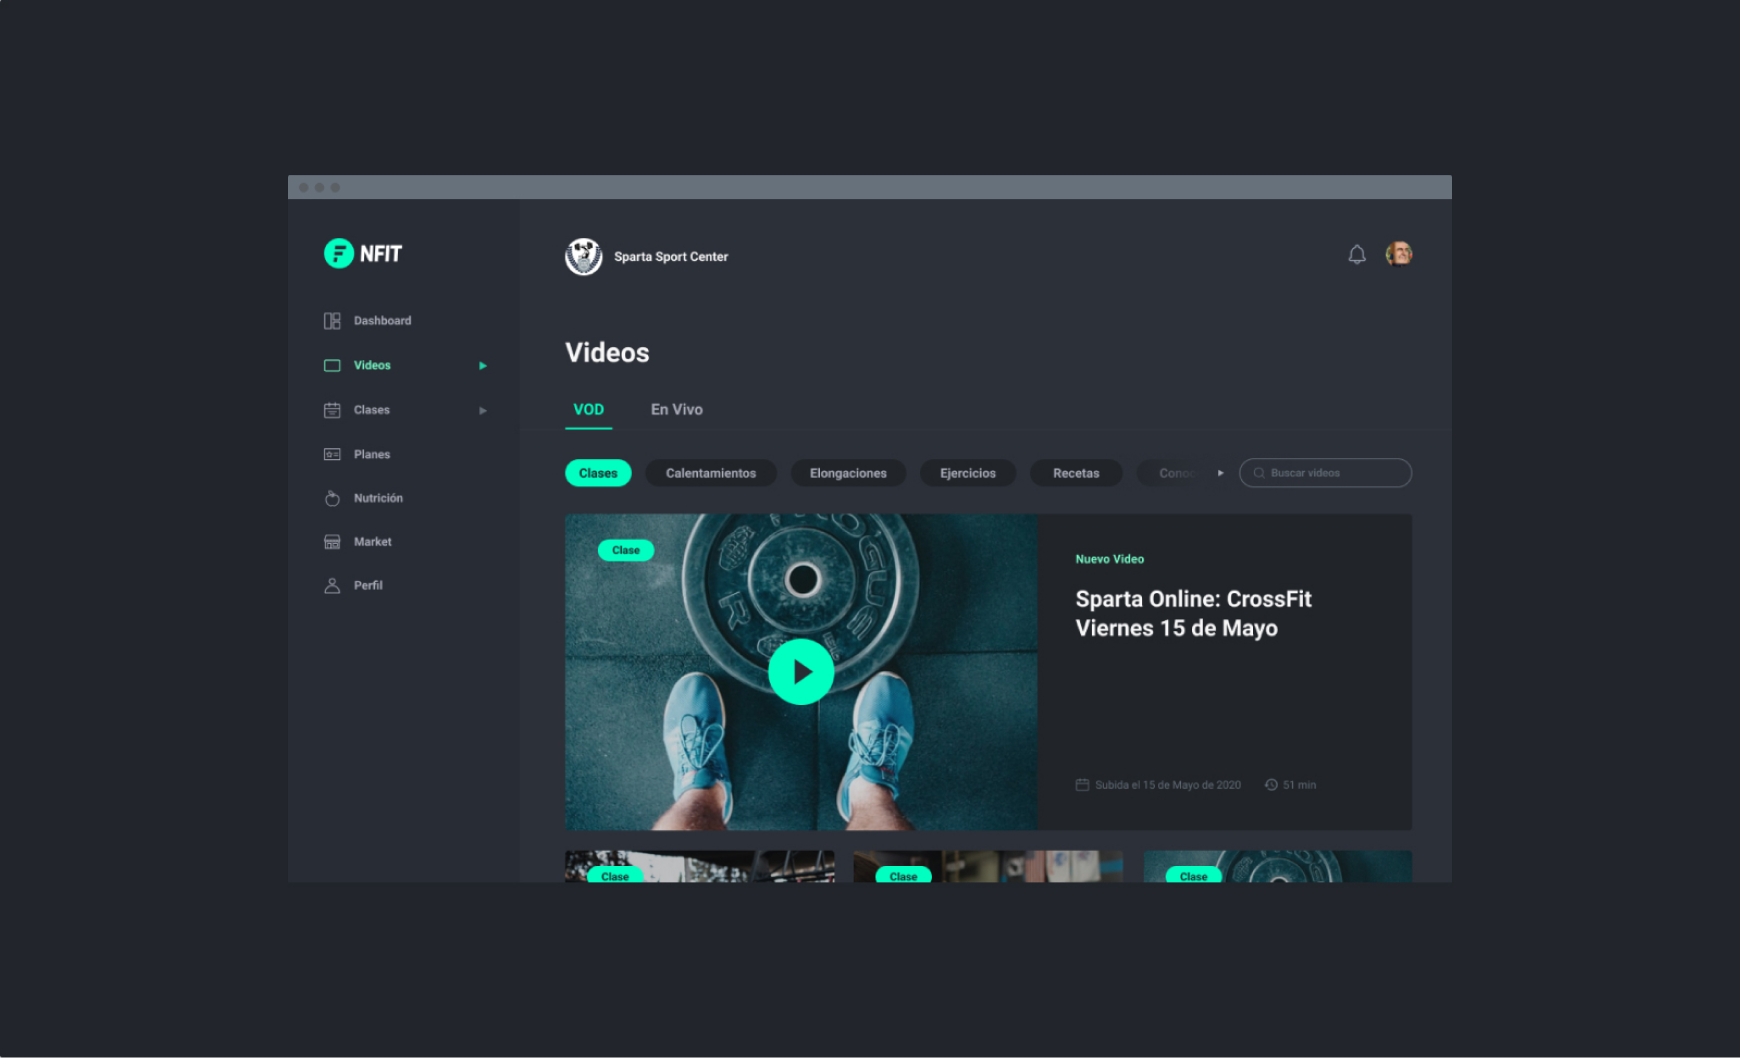 NFIT
Sparta Sport Center
Dashboard
Videos
Clases
Planes
Nutrición
Market
Perfil
Videos
VOD
En Vivo
Clases
Calentamientos
Elongaciones
Ejercicios
Recetas
Conoc
Buscar videos
Clase
ROGUE
Nuevo Video
Sparta Online: CrossFit
Viernes 15 de Mayo
Subida el 15 de Mayo de 2020
51 min
Clase
Clase
Clase